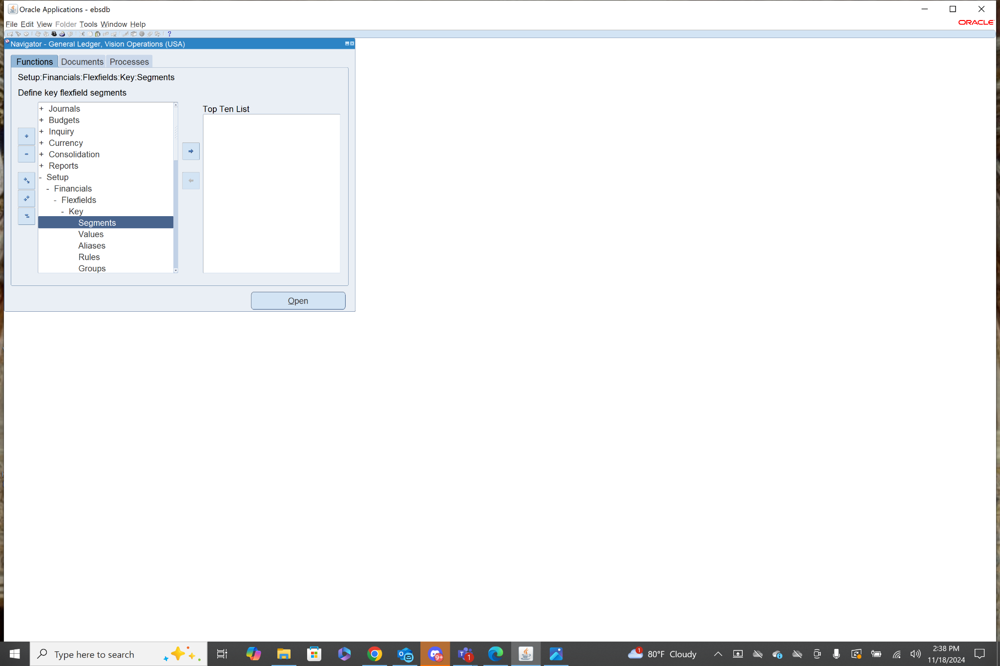 Oracle Applications - ebsdb
File Edit View Folder Tools Window Help
ORACLE
?
Navigator - General Ledger, Vision Operations (USA)
Functions Documents Processes
Setup:Financials:Flexfields:Key:Segments
Define key flexfield segments
+ Journals
+ Budgets
+ Inquiry
+ Currency
+ Consolidation
+ Reports
- Setup
- Financials
- Flexfields
- Key
Segments
Values
Aliases
Rules
Groups
Top Ten List
Open
Type here to search
9+
T 1
1
80°F Cloudy
2:38 PM
11/18/2024